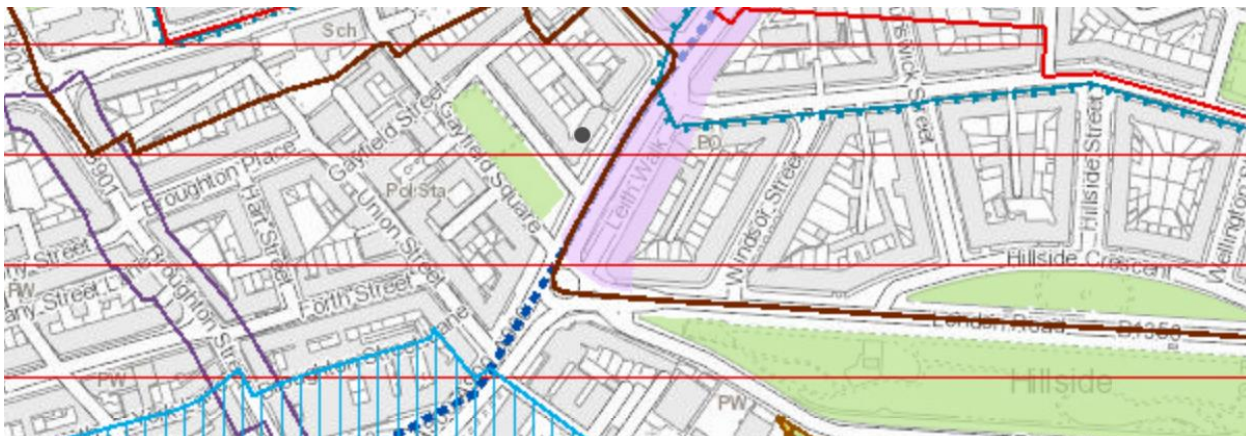 Sch
Gayfield Street
Gayfield Square
Broughton Place
Hart Street
Pol Sta
Union Street
Leith Walk
PO
Windsor Street
Hillside Street
Hillside Crescent
Broughton Street
Forth Street
PW
London Road
Hillside
PW
PW